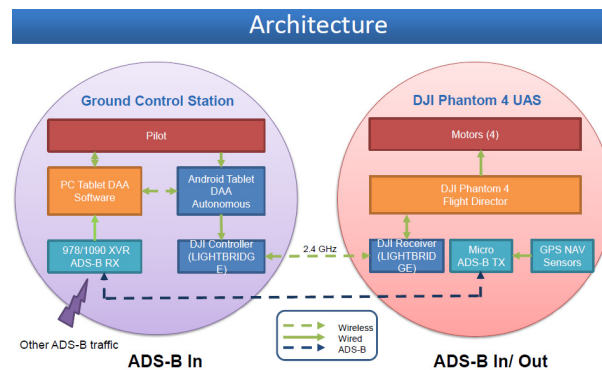 Architecture
Ground Control Station
Pilot
PC Tablet DAA
Software
Android Tablet
DAA
Autonomous
978/1090 XVR
ADS-B RX
DJI Controller
(LIGHTBRIDG
E)
Other ADS-B traffic
ADS-B In
2.4 GHz
DJI Phantom 4 UAS
Motors (4)
DJI Phantom 4
Flight Director
DJI Receiver
(LIGHTBRID
GE)
Micro
ADS-B TX
GPS NAV
Sensors
ADS-B In/ Out
Wireless
Wired
ADS-B